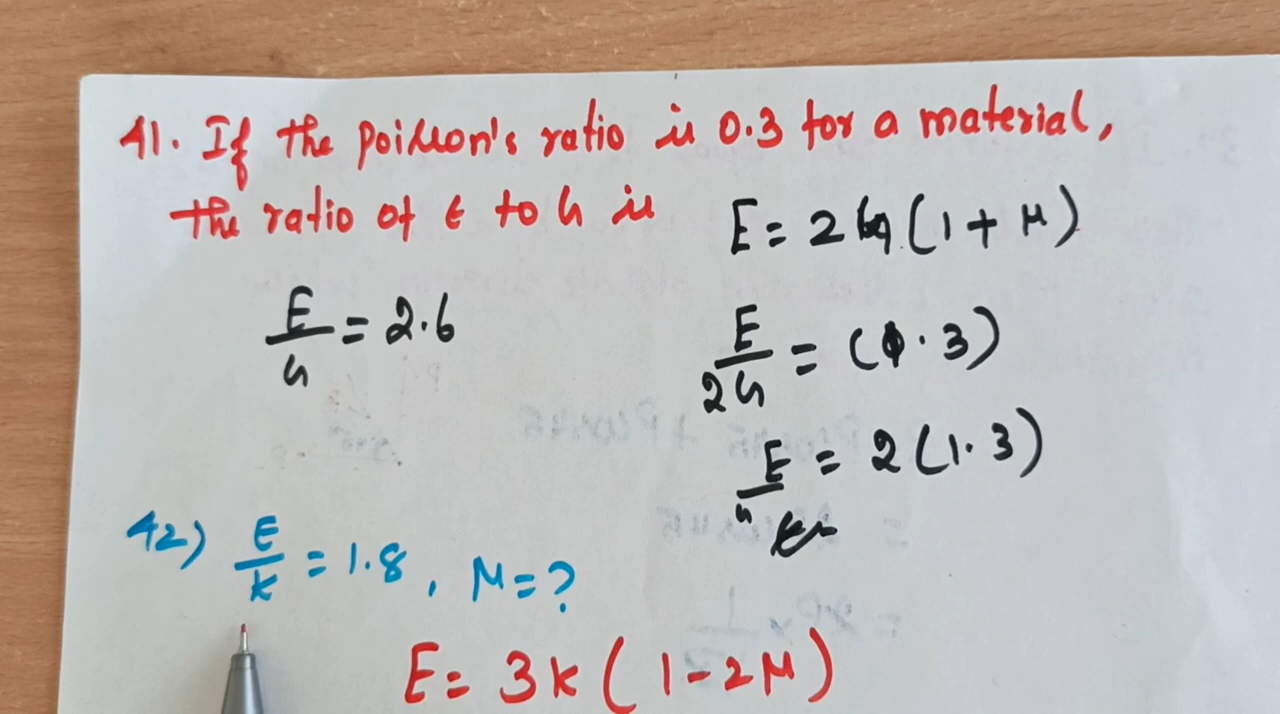 41. If the poisson's ratio is 0.3 for a material,
the ratio of E to G is
E/G = 2.6
E = 2G(1+μ)
E/2G = (1.3)
E/G = 2(1.3)
42) E/K = 1.8, μ=?
E = 3K(1-2μ)